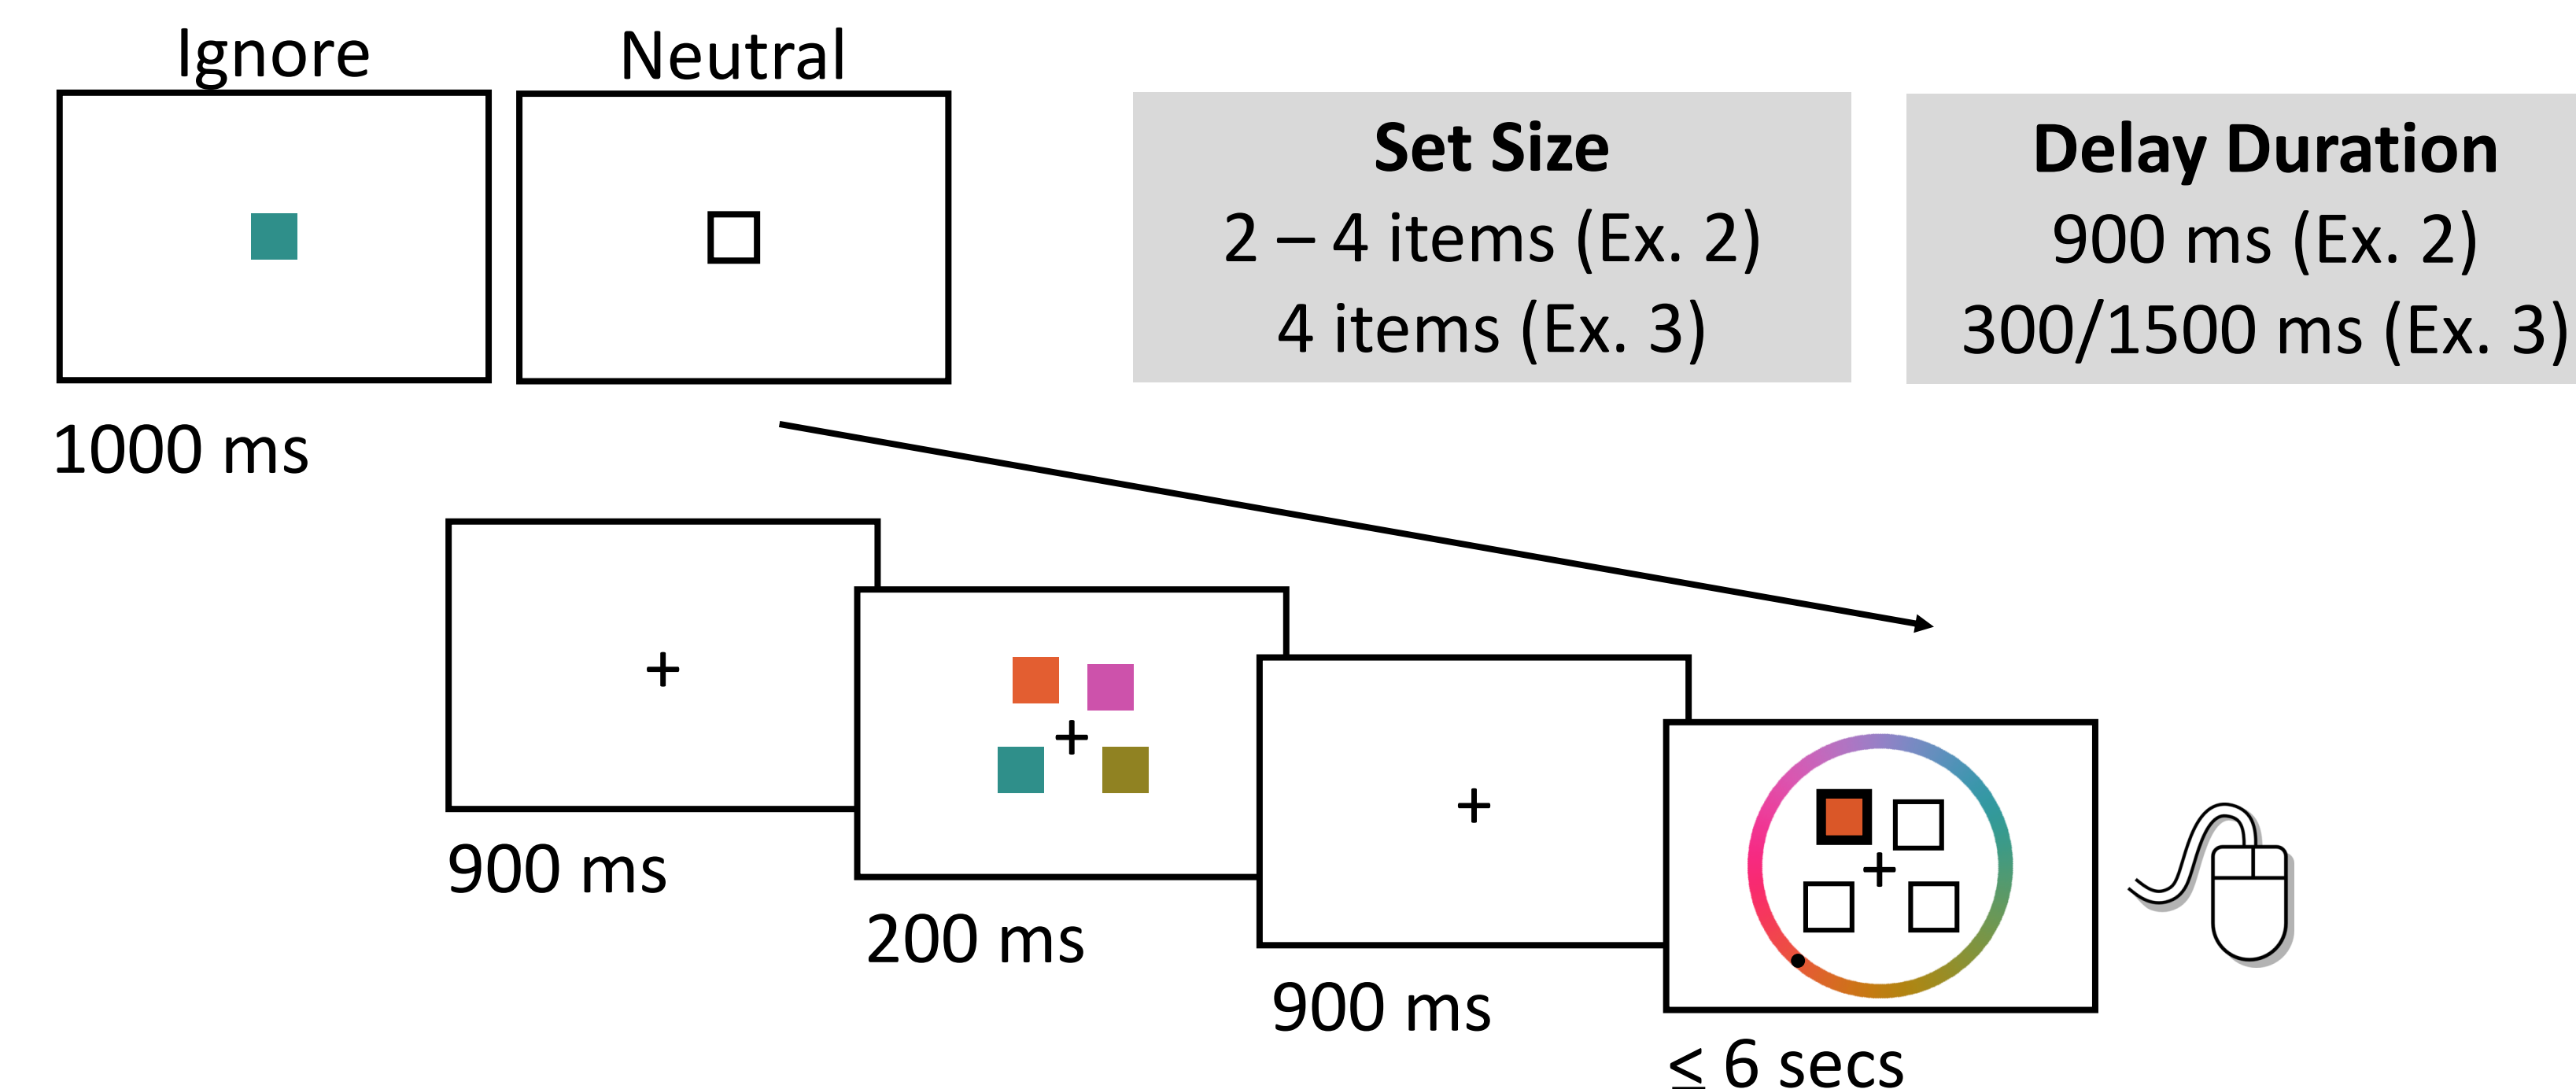 Ignore
Neutral
Set Size
2 – 4 items (Ex. 2)
4 items (Ex. 3)
Delay Duration
900 ms (Ex. 2)
300/1500 ms (Ex. 3)
1000 ms
900 ms
200 ms
900 ms
≤ 6 secs